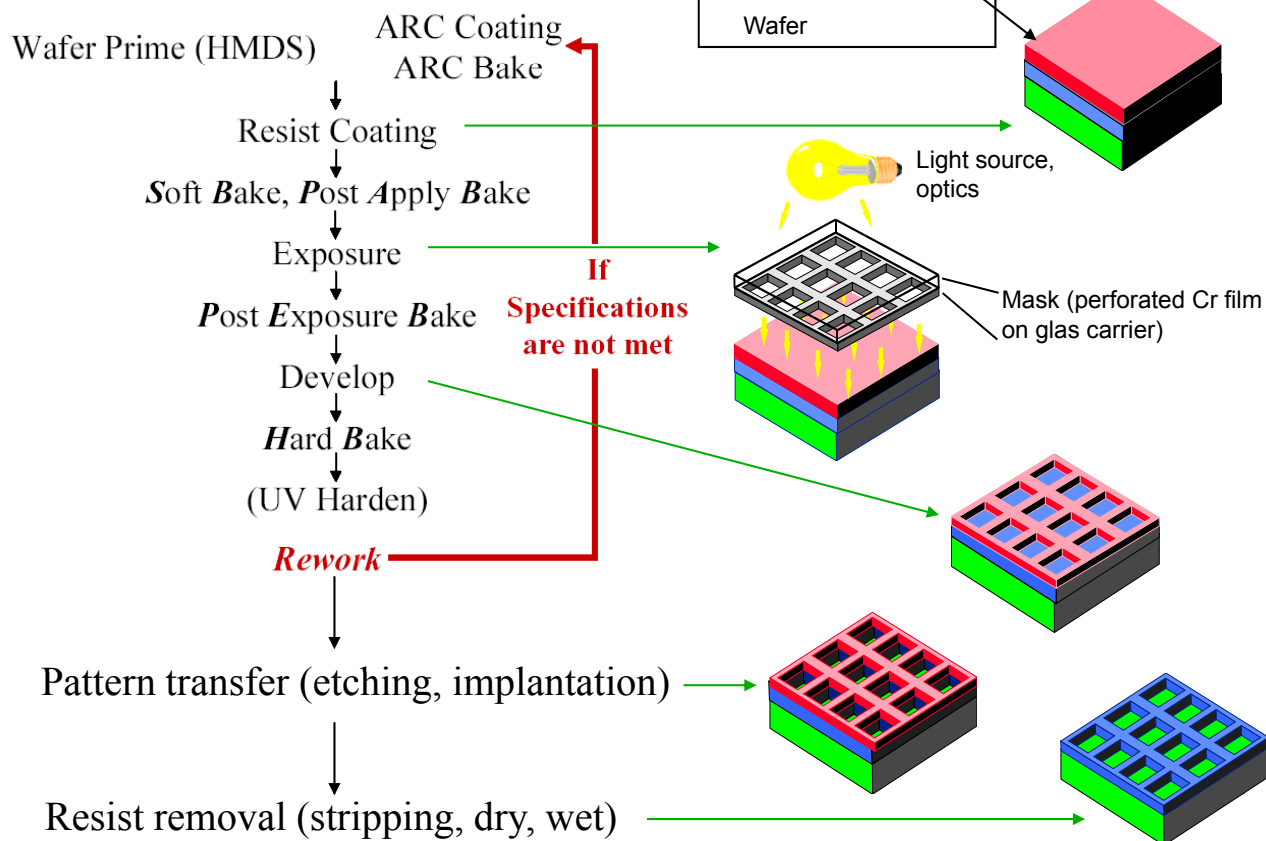 Wafer Prime (HMDS)
ARC Coating
ARC Bake
Wafer
Resist Coating
Soft Bake, Post Apply Bake
Light source,
optics
Exposure
If
Specifications
are not met
Post Exposure Bake
Mask (perforated Cr film
on glas carrier)
Develop
Hard Bake
(UV Harden)
Rework
Pattern transfer (etching, implantation)
Resist removal (stripping, dry, wet)